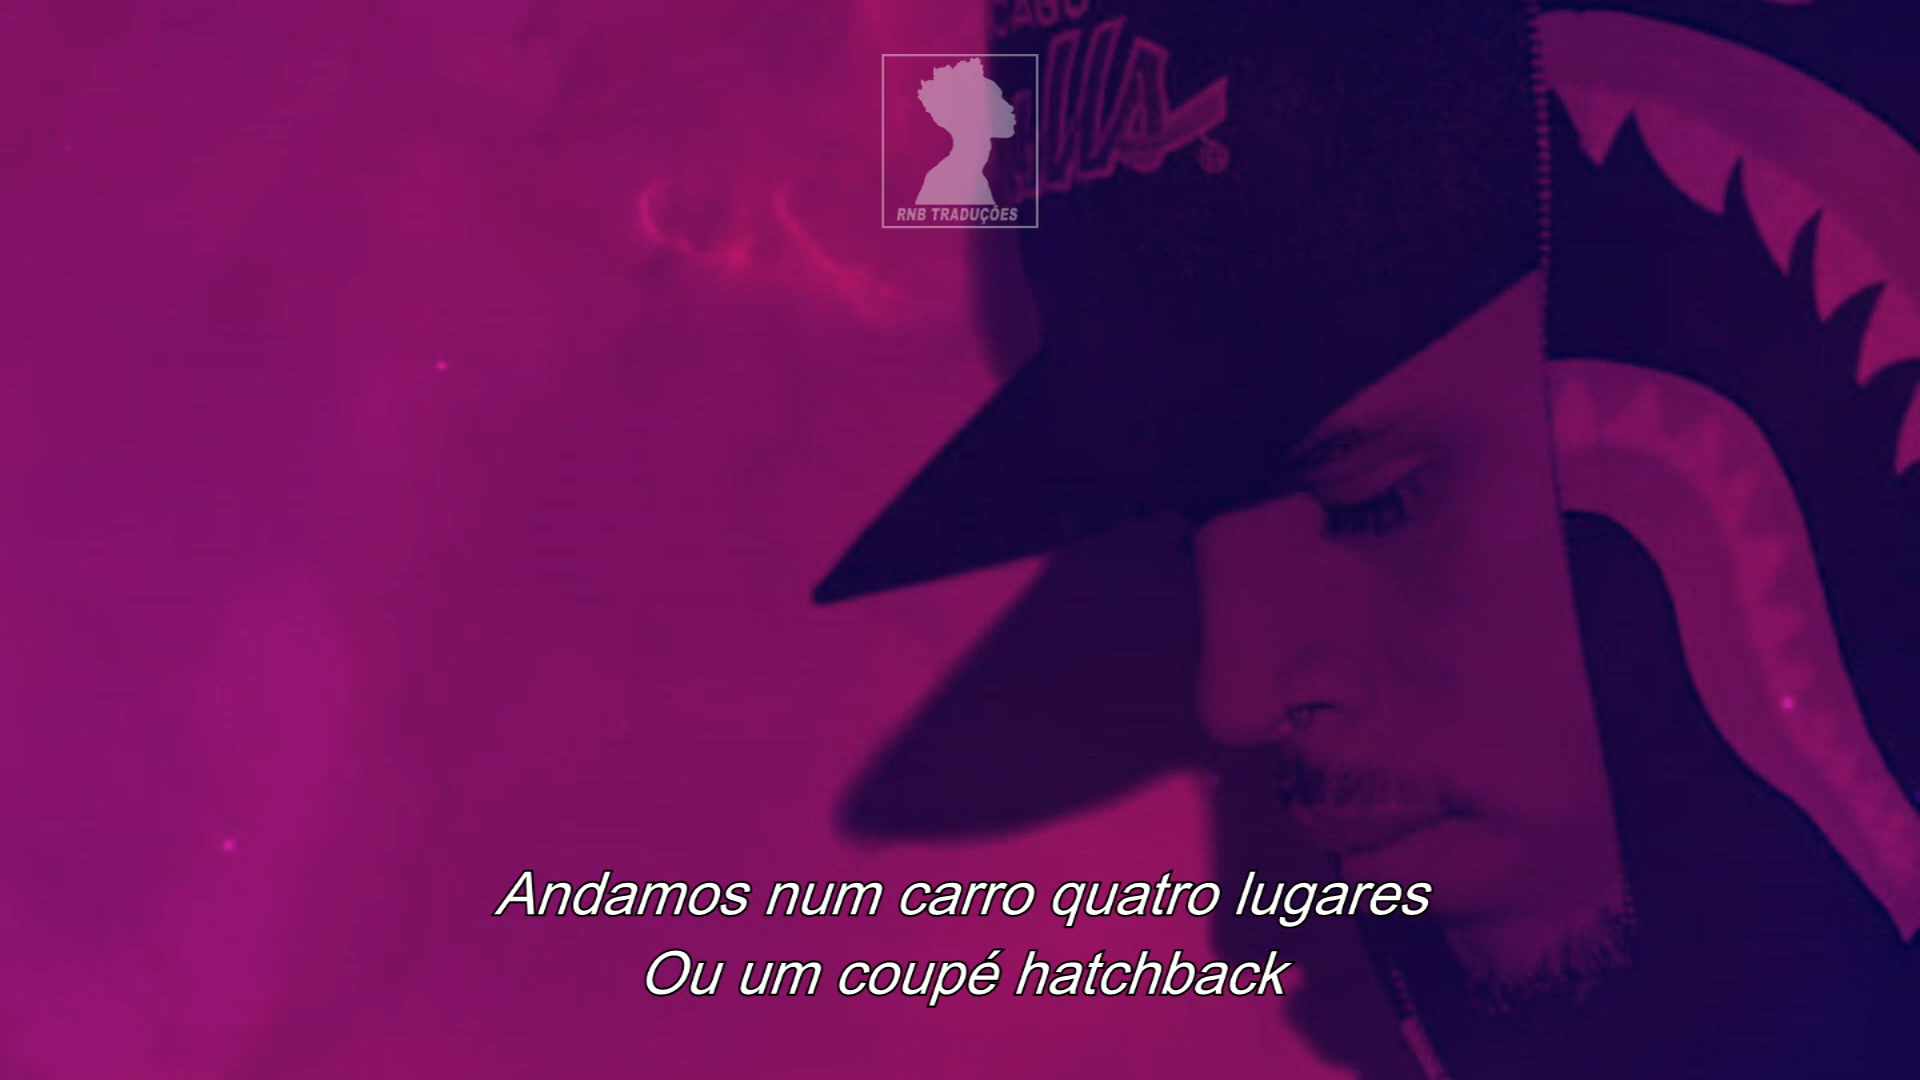 RNB TRADUÇÕES
Andamos num carro quatro lugares
Ou um coupé hatchback